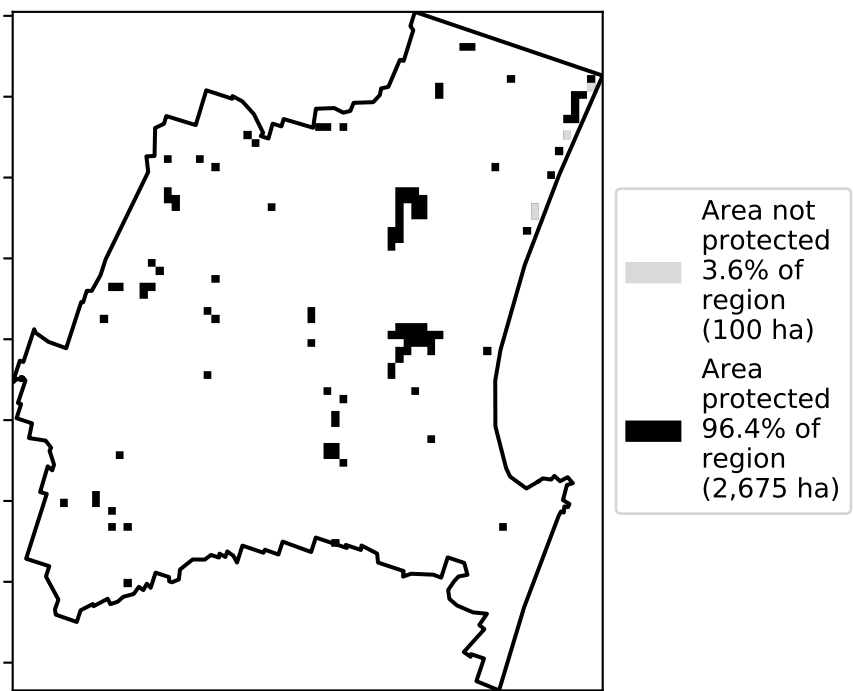 Area not
protected
3.6% of
region
(100 ha)
Area
protected
96.4% of
region
(2,675 ha)